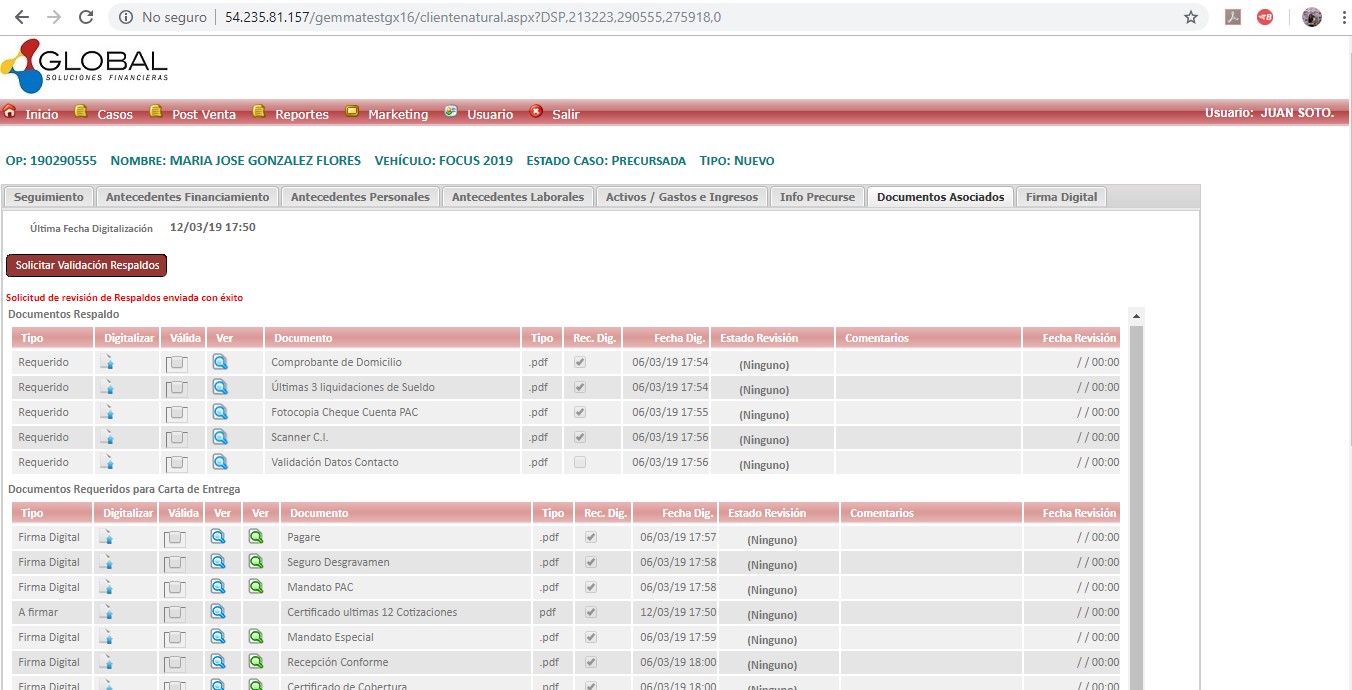 No seguro | 54.235.81.157/gemmatestgx16/clientenatural.aspx?DSP,213223,290555,275918,0
GLOBAL
SOLUCIONES FINANCIERAS
Inicio Casos Post Venta Reportes Marketing Usuario Salir Usuario: JUAN SOTO.
OP: 190290555 NOMBRE: MARIA JOSE GONZALEZ FLORES VEHÍCULO: FOCUS 2019 ESTADO CASO: PRECURSADA TIPO: NUEVO
Seguimiento Antecedentes Financiamiento Antecedentes Personales Antecedentes Laborales Activos / Gastos e Ingresos Info Precurse Documentos Asociados Firma Digital
Última Fecha Digitalización 12/03/19 17:50
Solicitar Validación Respaldos
Solicitud de revisión de Respaldos enviada con éxito
Documentos Respaldo
Tipo Digitalizar Válida Ver Documento Tipo Rec. Dig. Fecha Dig. Estado Revisión Comentarios Fecha Revisión
Requerido Comprobante de Domicilio .pdf 06/03/19 17:54 (Ninguno) / / 00:00
Requerido Últimas 3 liquidaciones de Sueldo .pdf 06/03/19 17:54 (Ninguno) / / 00:00
Requerido Fotocopia Cheque Cuenta PAC .pdf 06/03/19 17:55 (Ninguno) / / 00:00
Requerido Scanner C.I. .pdf 06/03/19 17:56 (Ninguno) / / 00:00
Requerido Validación Datos Contacto .pdf 06/03/19 17:56 (Ninguno) / / 00:00
Documentos Requeridos para Carta de Entrega
Tipo Digitalizar Válida Ver Ver Documento Tipo Rec. Dig. Fecha Dig. Estado Revisión Comentarios Fecha Revisión
Firma Digital Pagare .pdf 06/03/19 17:57 (Ninguno) / / 00:00
Firma Digital Seguro Desgravamen .pdf 06/03/19 17:58 (Ninguno) / / 00:00
Firma Digital Mandato PAC .pdf 06/03/19 17:58 (Ninguno) / / 00:00
A firmar Certificado ultimas 12 Cotizaciones pdf 12/03/19 17:50 (Ninguno) / / 00:00
Firma Digital Mandato Especial .pdf 06/03/19 17:59 (Ninguno) / / 00:00
Firma Digital Recepción Conforme .pdf 06/03/19 18:00 (Ninguno) / / 00:00
Firma Digital Certificado de Cobertura .pdf 06/03/19 18:00 (Ninguno) / / 00:00